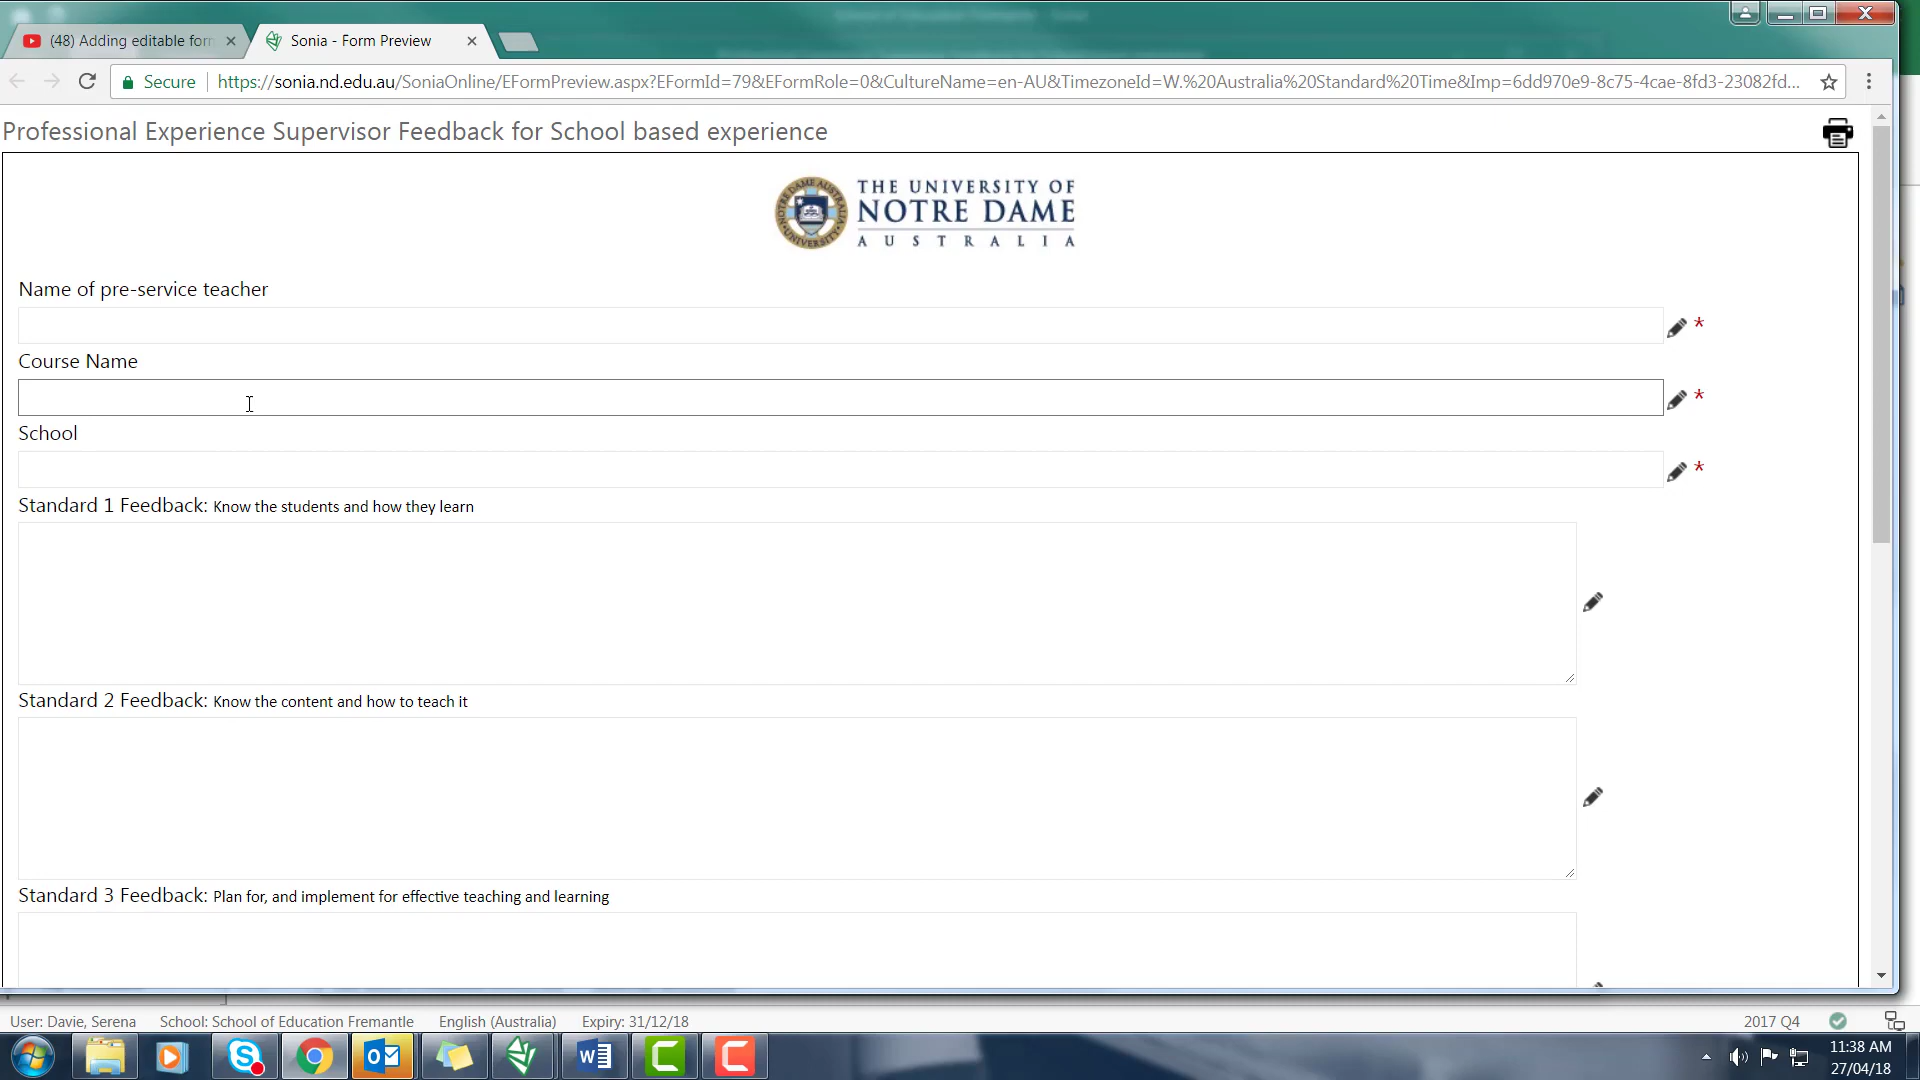 (48) Adding editable form
Sonia - Form Preview
Secure
https://sonia.nd.edu.au/SoniaOnline/EFormPreview.aspx?EFormId=79&EFormRole=0&CultureName=en-AU&TimezoneId=W.%20Australia%20Standard%20Time&Imp=6dd970e9-8c75-4cae-8fd3-23082fd...
Professional Experience Supervisor Feedback for School based experience
NOTRE DAME AUSTRALIA
UNIVERSITY
THE UNIVERSITY OF
NOTRE DAME
AUSTRALIA
Name of pre-service teacher
*
Course Name
*
School
*
Standard 1 Feedback: Know the students and how they learn
Standard 2 Feedback: Know the content and how to teach it
Standard 3 Feedback: Plan for, and implement for effective teaching and learning
User: Davie, Serena School: School of Education Fremantle English (Australia) Expiry: 31/12/18 2017 Q4
11:38 AM
27/04/18